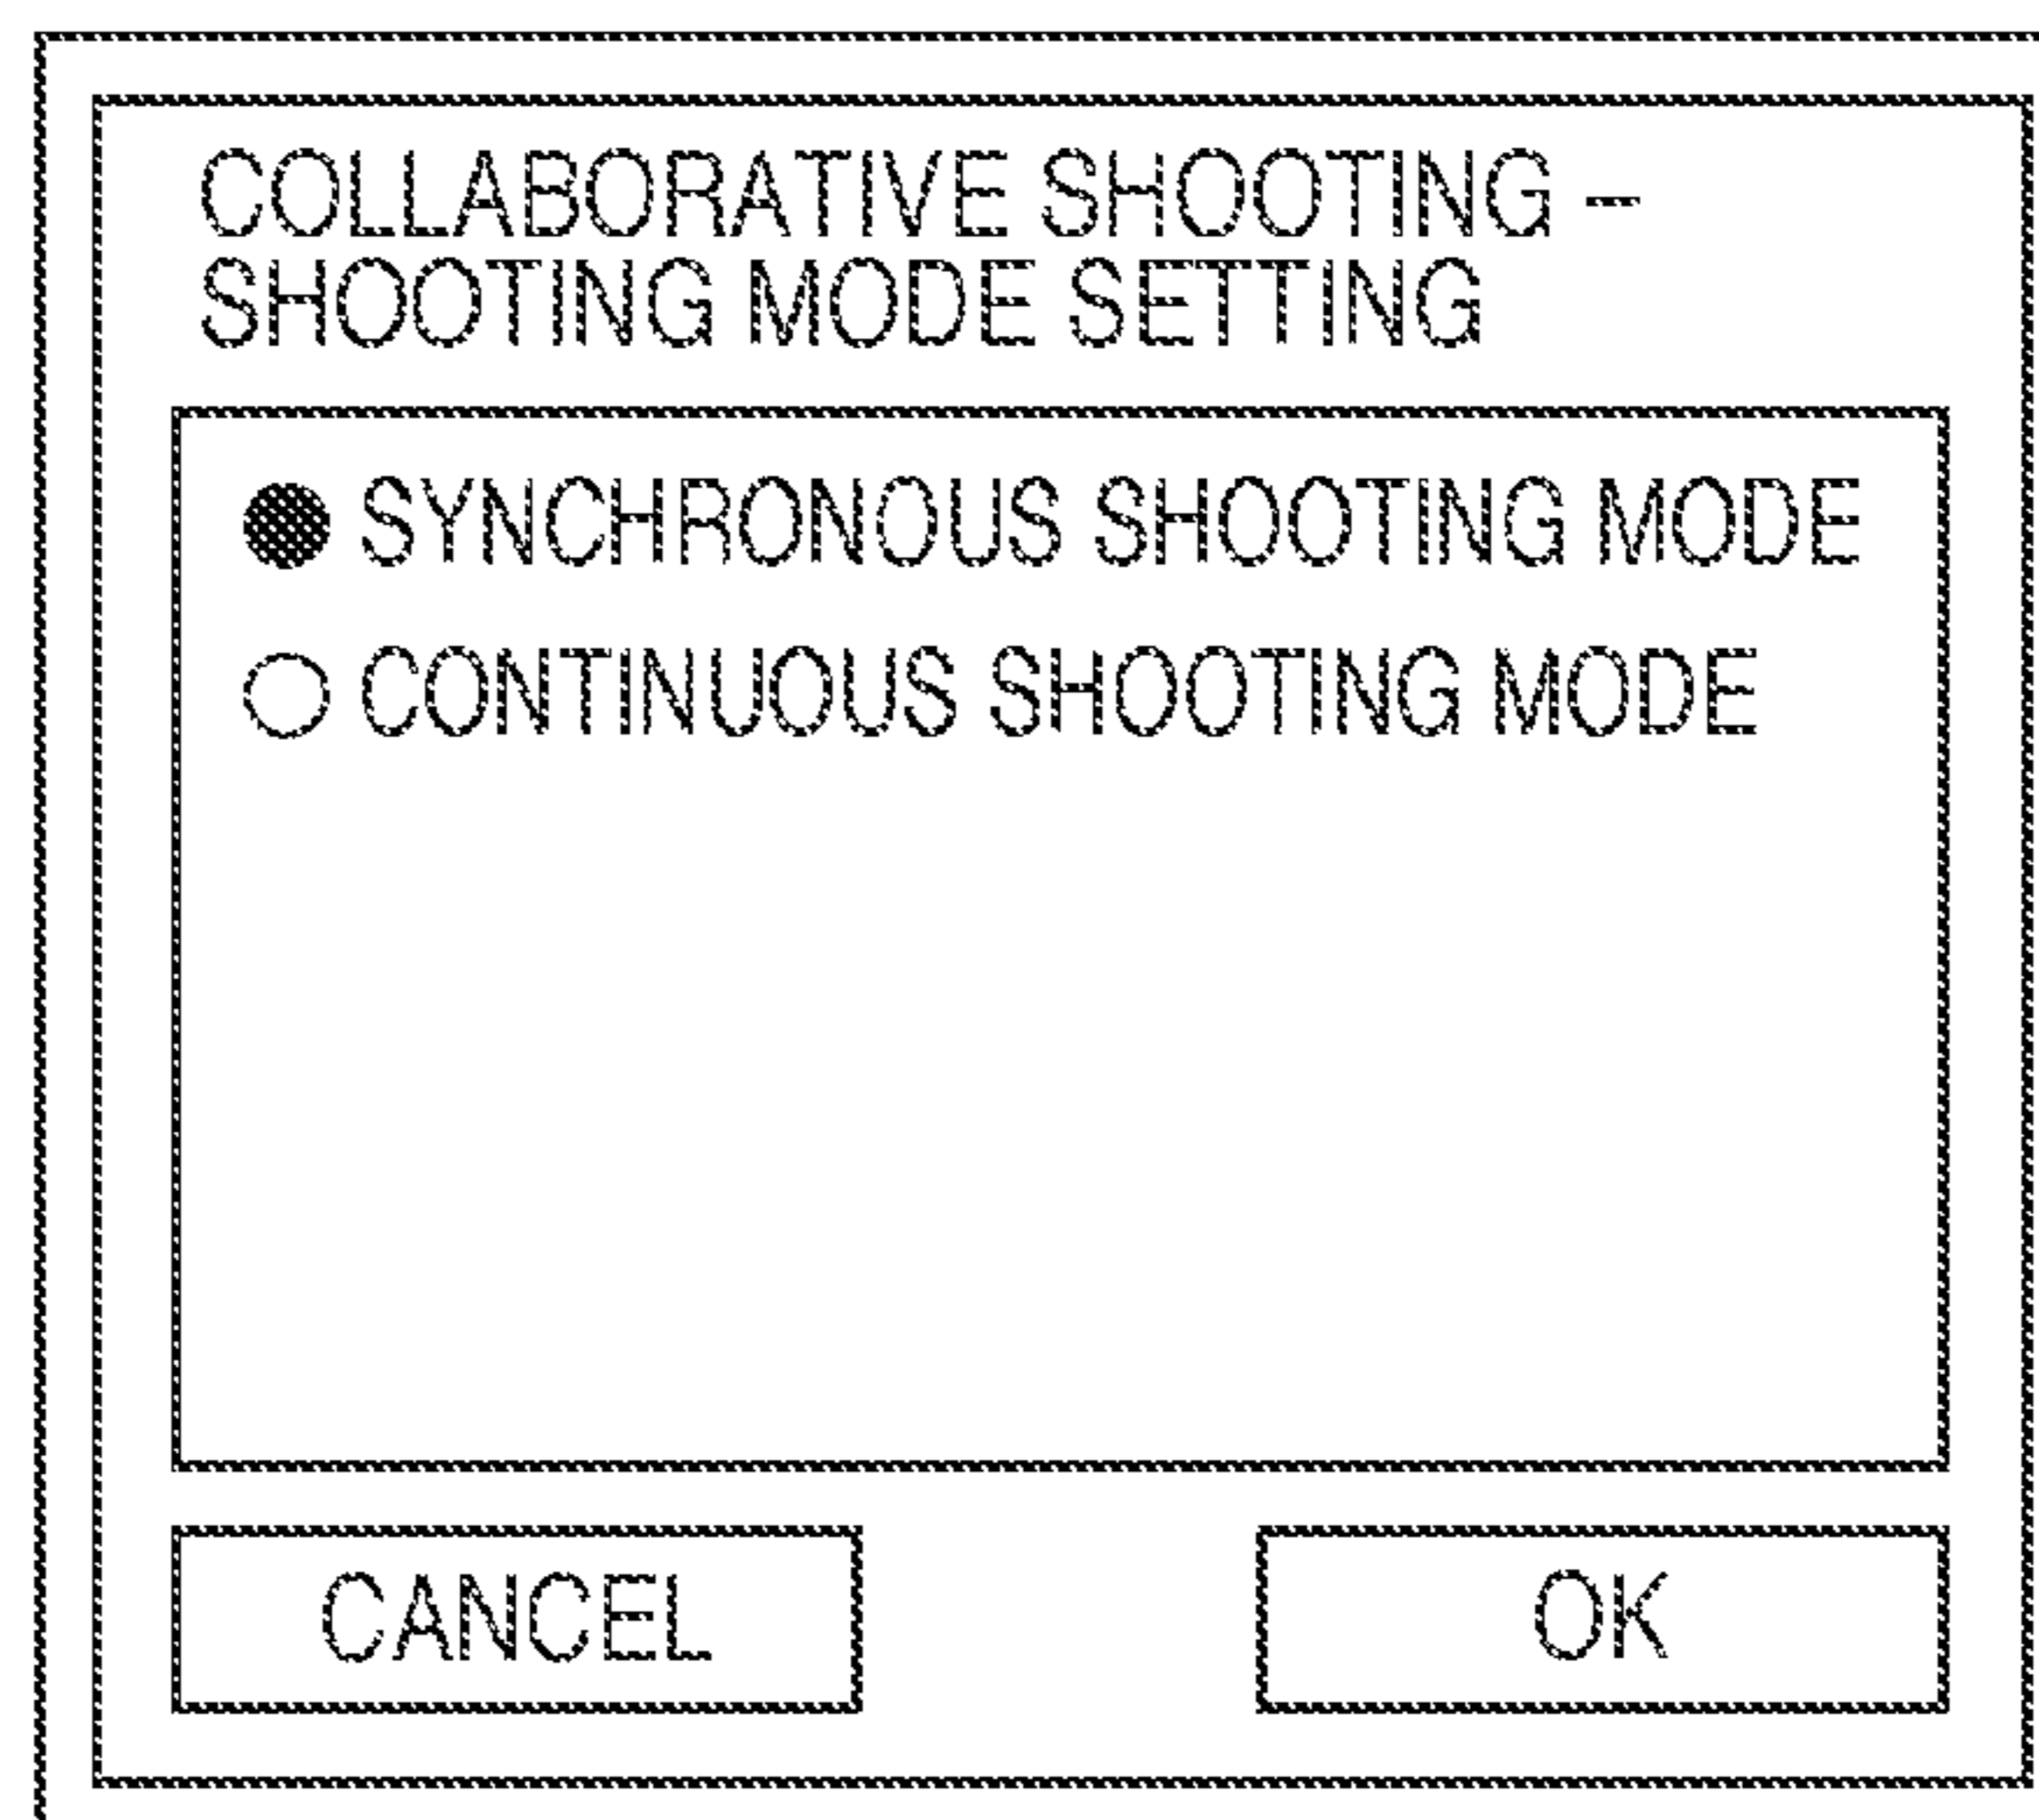 COLLABORATIVE SHOOTING –
SHOOTING MODE SETTING
SYNCHRONOUS SHOOTING MODE
CONTINUOUS SHOOTING MODE
CANCEL
OK